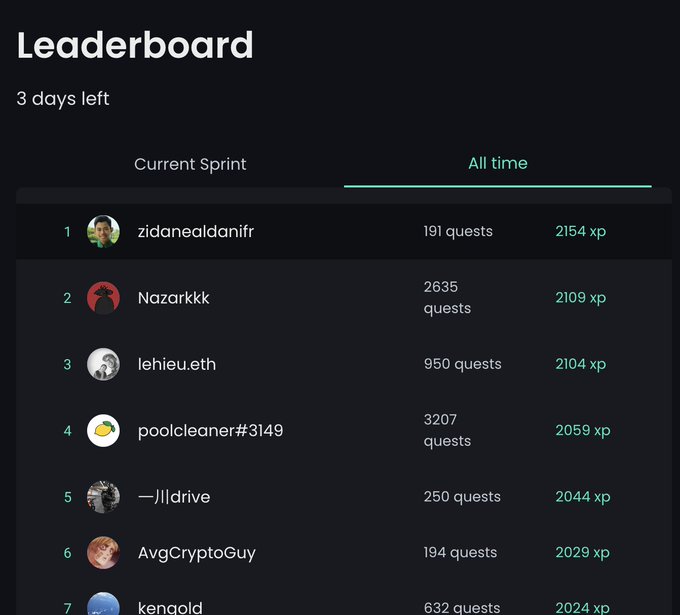 Leaderboard
3 days left
Current Sprint All time
1 zidanealdanifr 191 quests 2154 xp
2 Nazarkkk 2635 quests 2109 xp
3 lehieu.eth 950 quests 2104 xp
4 poolcleaner#3149 3207 quests 2059 xp
5 一川drive 250 quests 2044 xp
6 AvgCryptoGuy 194 quests 2029 xp
7 kengold 632 quests 2024 xp